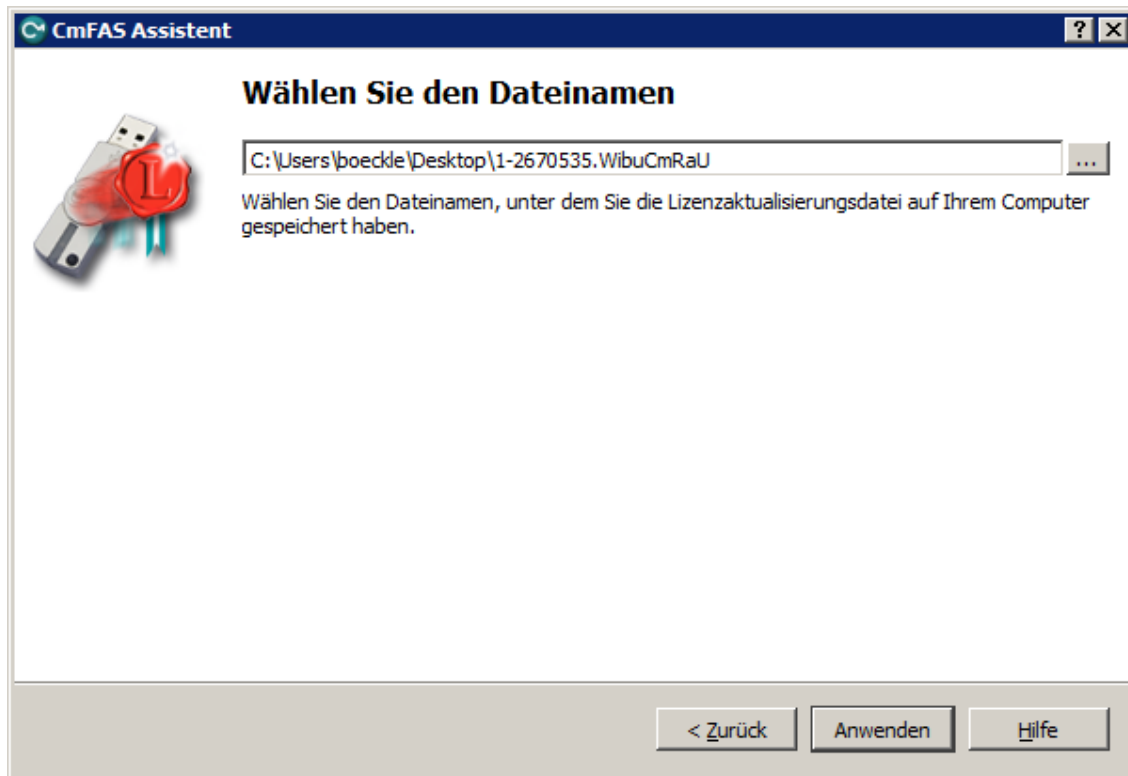 CmFAS Assistent
Wählen Sie den Dateinamen
C:\Users\boeckle\Desktop\1-2670535.WibuCmRaU
...
Wählen Sie den Dateinamen, unter dem Sie die Lizenzaktualisierungsdatei auf Ihrem Computer
gespeichert haben.
L
< Zurück
Anwenden
Hilfe